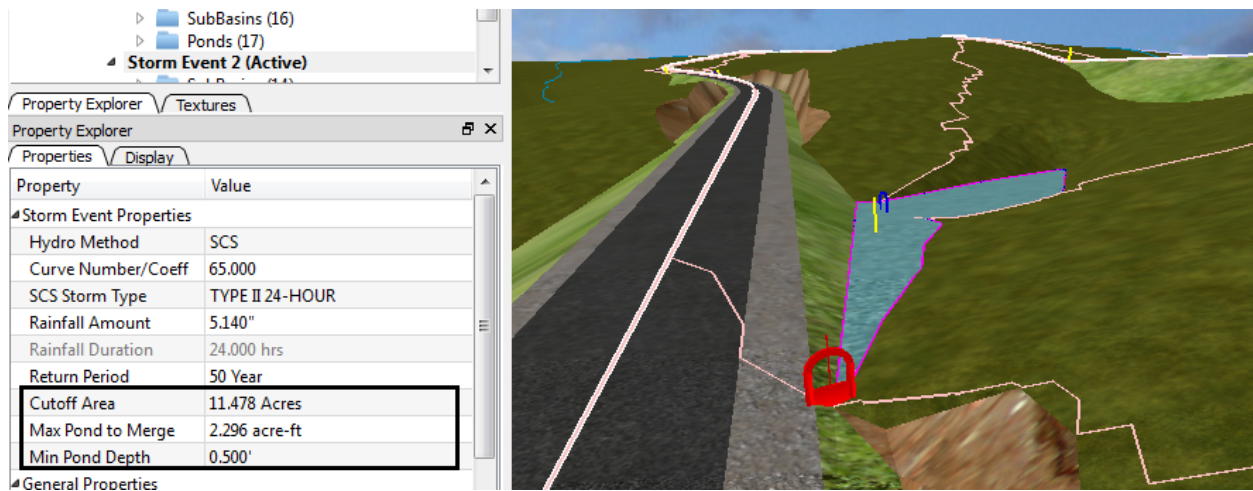 SubBasins (16)
Ponds (17)
Storm Event 2 (Active)
Property Explorer Textures
Property Explorer
Properties Display
Property Value
Storm Event Properties
Hydro Method SCS
Curve Number/Coeff 65.000
SCS Storm Type TYPE II 24-HOUR
Rainfall Amount 5.140"
Rainfall Duration 24.000 hrs
Return Period 50 Year
Cutoff Area 11.478 Acres
Max Pond to Merge 2.296 acre-ft
Min Pond Depth 0.500'
General Properties